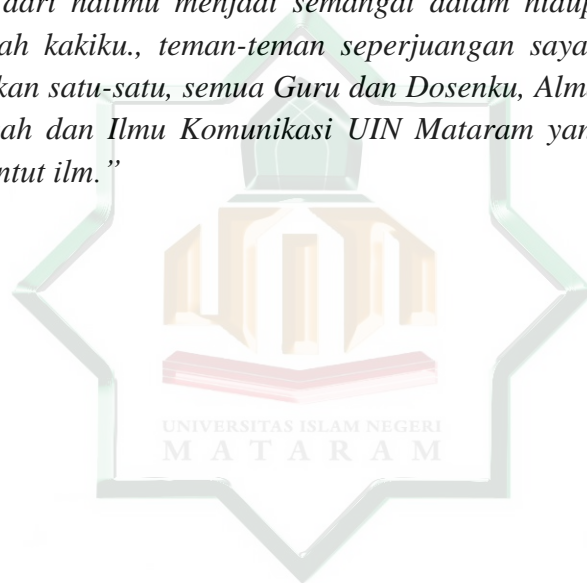 dari hatimu menjadi semangat dalam hidup
ah kakiku., teman-teman seperjuangan saya
kan satu-satu, semua Guru dan Dosenku, Alm
ah dan Ilmu Komunikasi UIN Mataram yan
ntut ilm.”
UNIVERSITAS ISLAM NEGERI
MATARAM